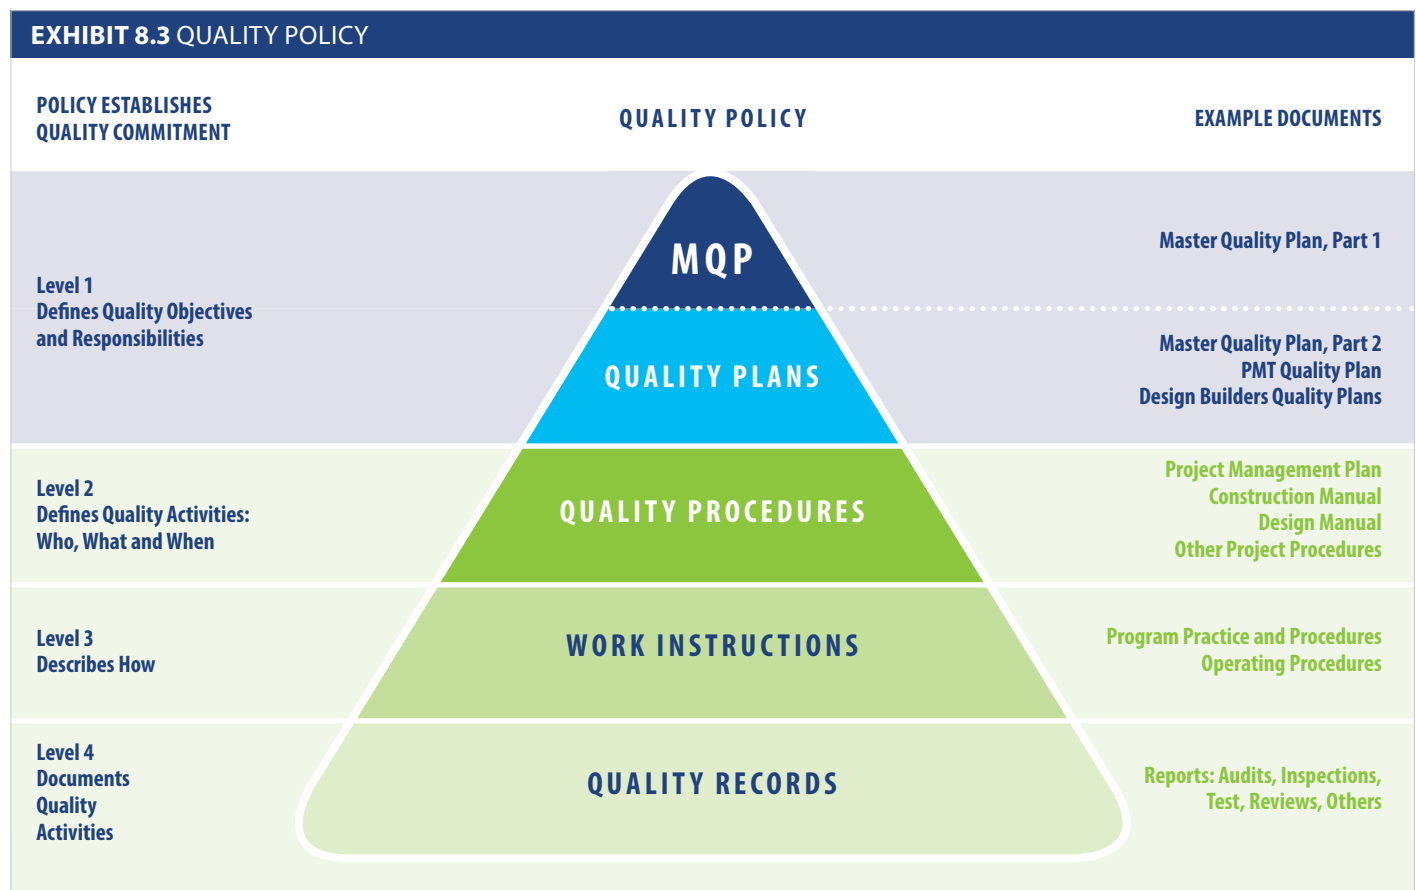 EXHIBIT 8.3 QUALITY POLICY
POLICY ESTABLISHES
QUALITY COMMITMENT
QUALITY POLICY
EXAMPLE DOCUMENTS
Level 1
Defines Quality Objectives
and Responsibilities
MQP
Master Quality Plan, Part 1
QUALITY PLANS
Master Quality Plan, Part 2
PMT Quality Plan
Design Builders Quality Plans
Level 2
Defines Quality Activities:
Who, What and When
QUALITY PROCEDURES
Project Management Plan
Construction Manual
Design Manual
Other Project Procedures
Level 3
Describes How
WORK INSTRUCTIONS
Program Practice and Procedures
Operating Procedures
Level 4
Documents
Quality
Activities
QUALITY RECORDS
Reports: Audits, Inspections,
Test, Reviews, Others